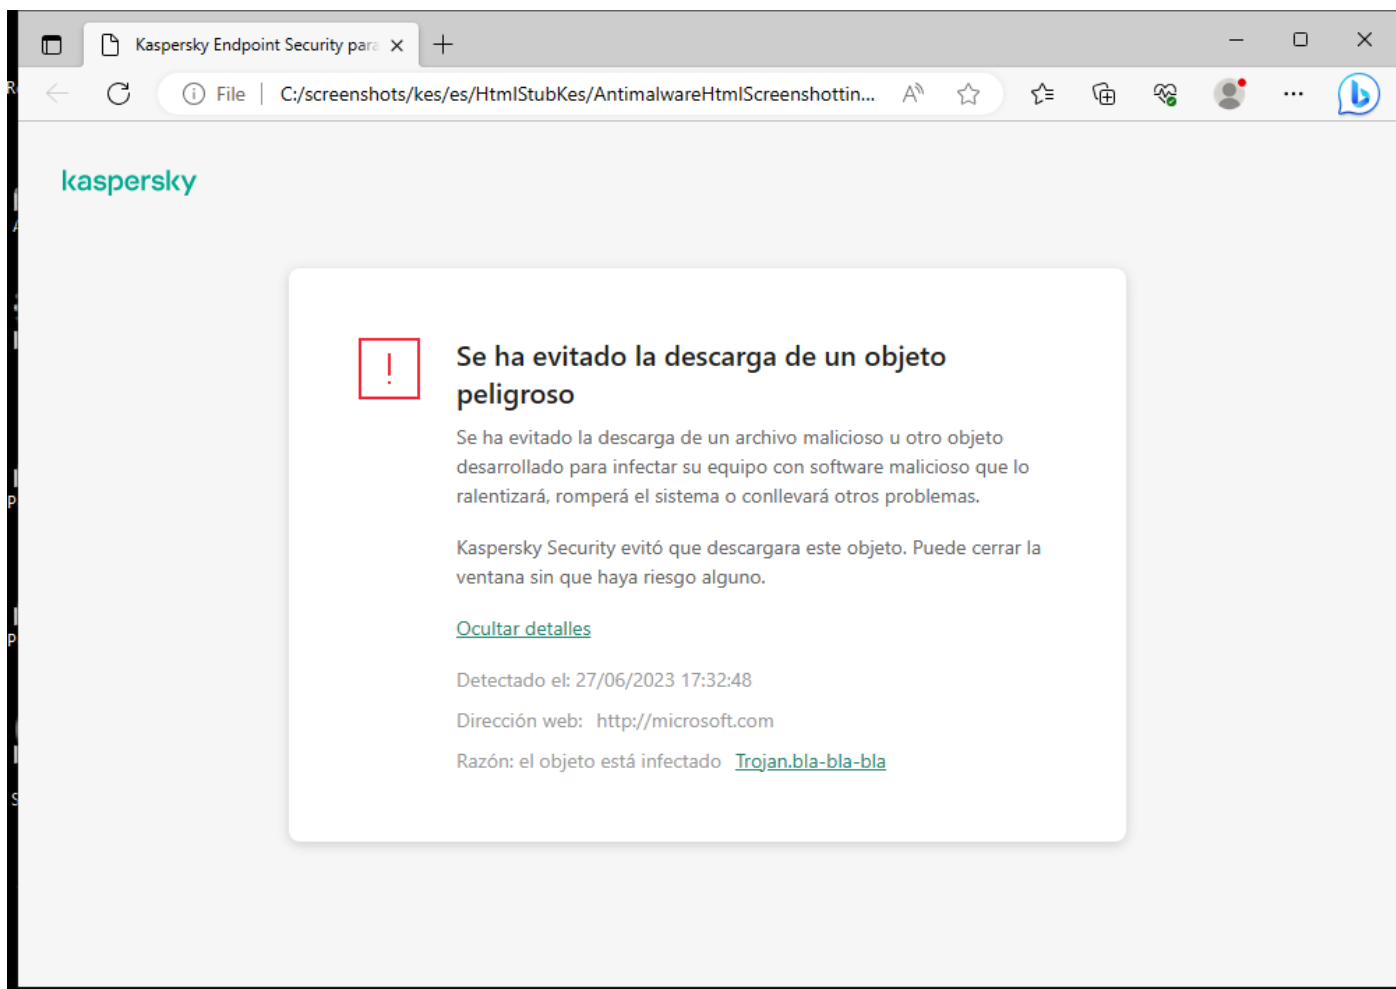 Kaspersky Endpoint Security para
File
C:/screenshots/kes/es/HtmlStubKes/AntimalwareHtmlScreenshottin...
kaspersky
Se ha evitado la descarga de un objeto
peligroso
Se ha evitado la descarga de un archivo malicioso u otro objeto
desarrollado para infectar su equipo con software malicioso que lo
ralentizará, romperá el sistema o conllevará otros problemas.
Kaspersky Security evitó que descargara este objeto. Puede cerrar la
ventana sin que haya riesgo alguno.
Ocultar detalles
Detectado el: 27/06/2023 17:32:48
Dirección web: http://microsoft.com
Razón: el objeto está infectado Trojan.bla-bla-bla